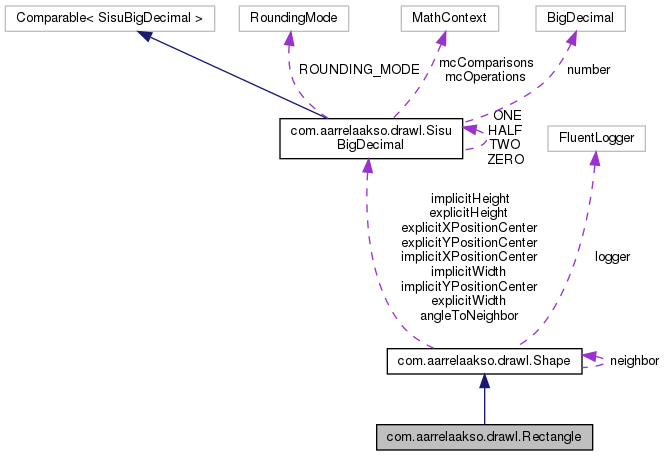 Comparable< SisuBigDecimal >
RoundingMode
MathContext
BigDecimal
ROUNDING_MODE
mcComparisons
mcOperations
number
com.aarrelaakso.drawl.Sisu
BigDecimal
ONE
HALF
TWO
ZERO
FluentLogger
implicitHeight
explicitHeight
explicitXPositionCenter
explicitYPositionCenter
implicitXPositionCenter
implicitWidth
implicitYPositionCenter
explicitWidth
angleToNeighbor
logger
com.aarrelaakso.drawl.Shape
neighbor
com.aarrelaakso.drawl.Rectangle